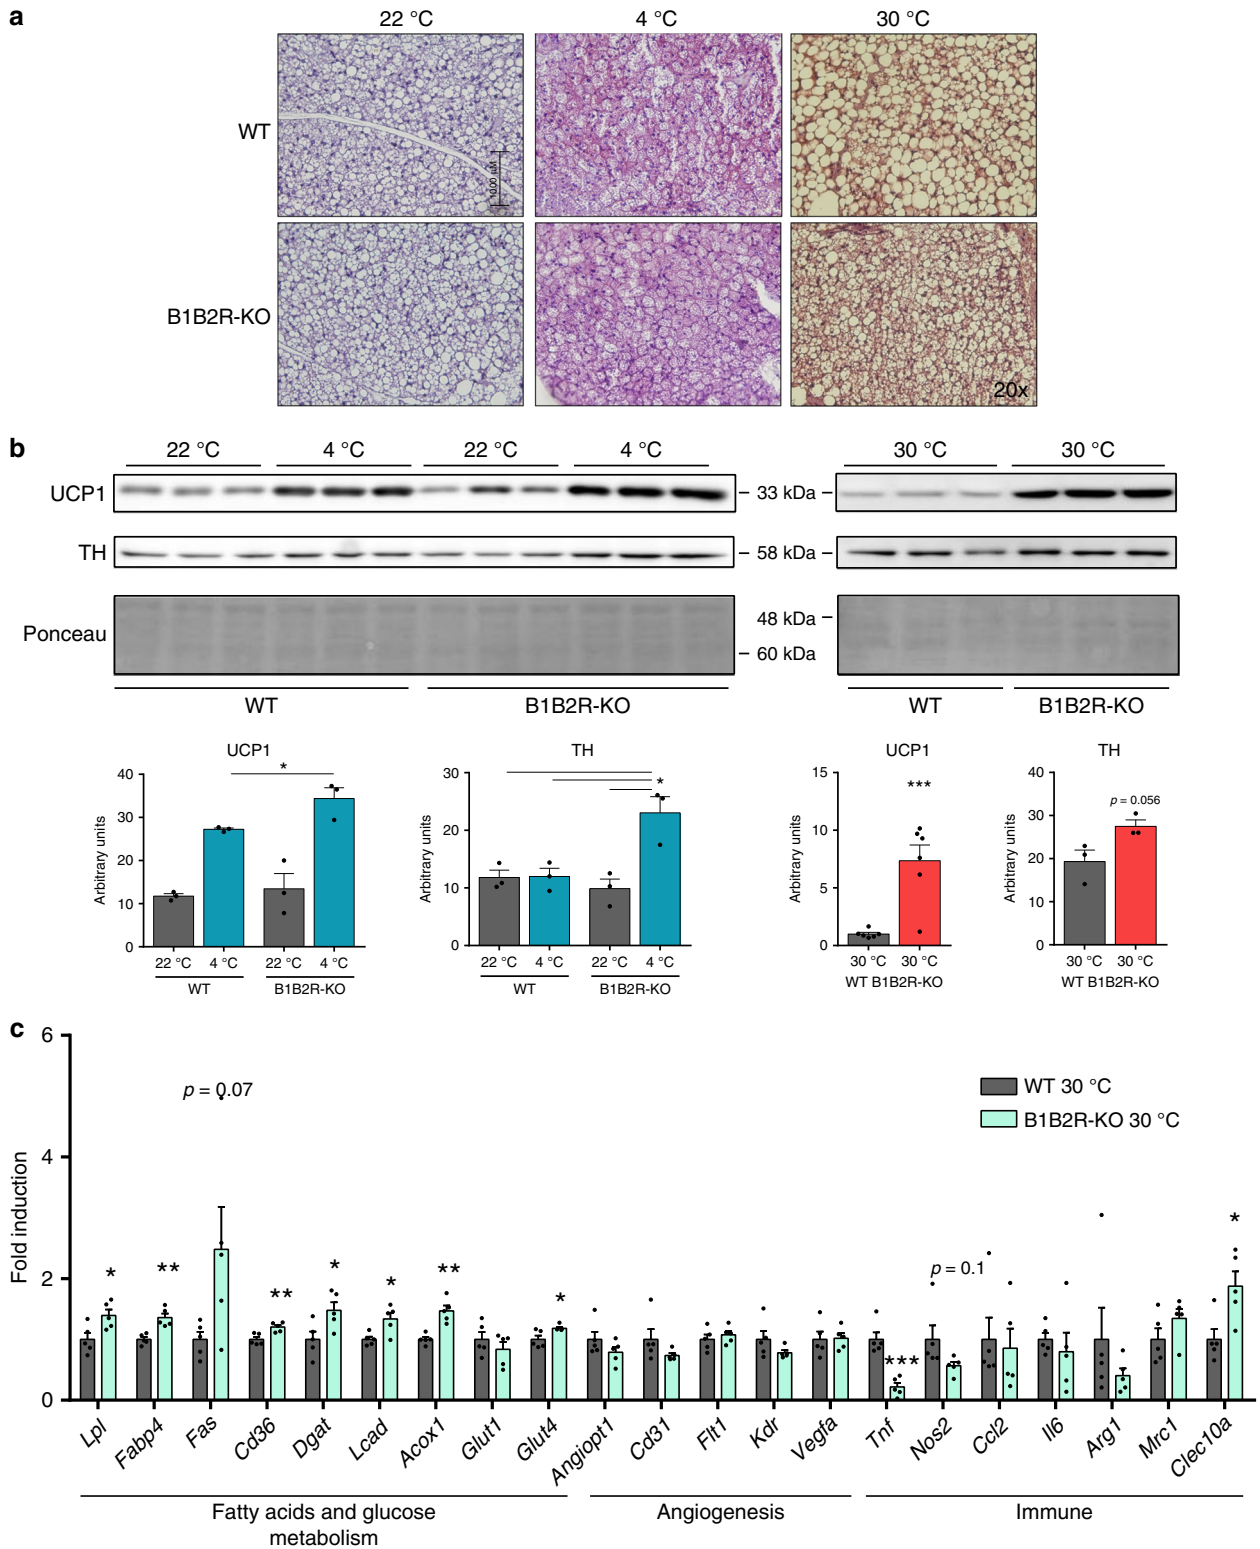 a
22 °C
4 °C
30 °C
WT
B1B2R-KO
20x
b
22 °C
4 °C
22 °C
4 °C
30 °C
30 °C
UCP1
33 kDa
TH
58 kDa
Ponceau
48 kDa
60 kDa
WT
B1B2R-KO
WT
B1B2R-KO
UCP1
Arbitrary units
40
30
20
10
0
*
22 °C
4 °C
22 °C
4 °C
WT
B1B2R-KO
TH
Arbitrary units
30
20
10
0
*
22 °C
4 °C
22 °C
4 °C
WT
B1B2R-KO
UCP1
Arbitrary units
15
10
5
0
***
30 °C
30 °C
WT B1B2R-KO
TH
Arbitrary units
40
30
20
10
0
p = 0.056
30 °C
30 °C
WT B1B2R-KO
c
Fold induction
6
4
2
0
WT 30 °C
B1B2R-KO 30 °C
*
**
p = 0.07
**
*
*
**
*
***
p = 0.1
*
Lpl
Fabp4
Fas
Cd36
Dgat
Lcad
Acox1
Glut1
Glut4
Angiopt1
Cd31
Flt1
Kdr
Vegfa
Tnf
Nos2
Ccl2
Il6
Arg1
Mrc1
Clec10a
Fatty acids and glucose
metabolism
Angiogenesis
Immune